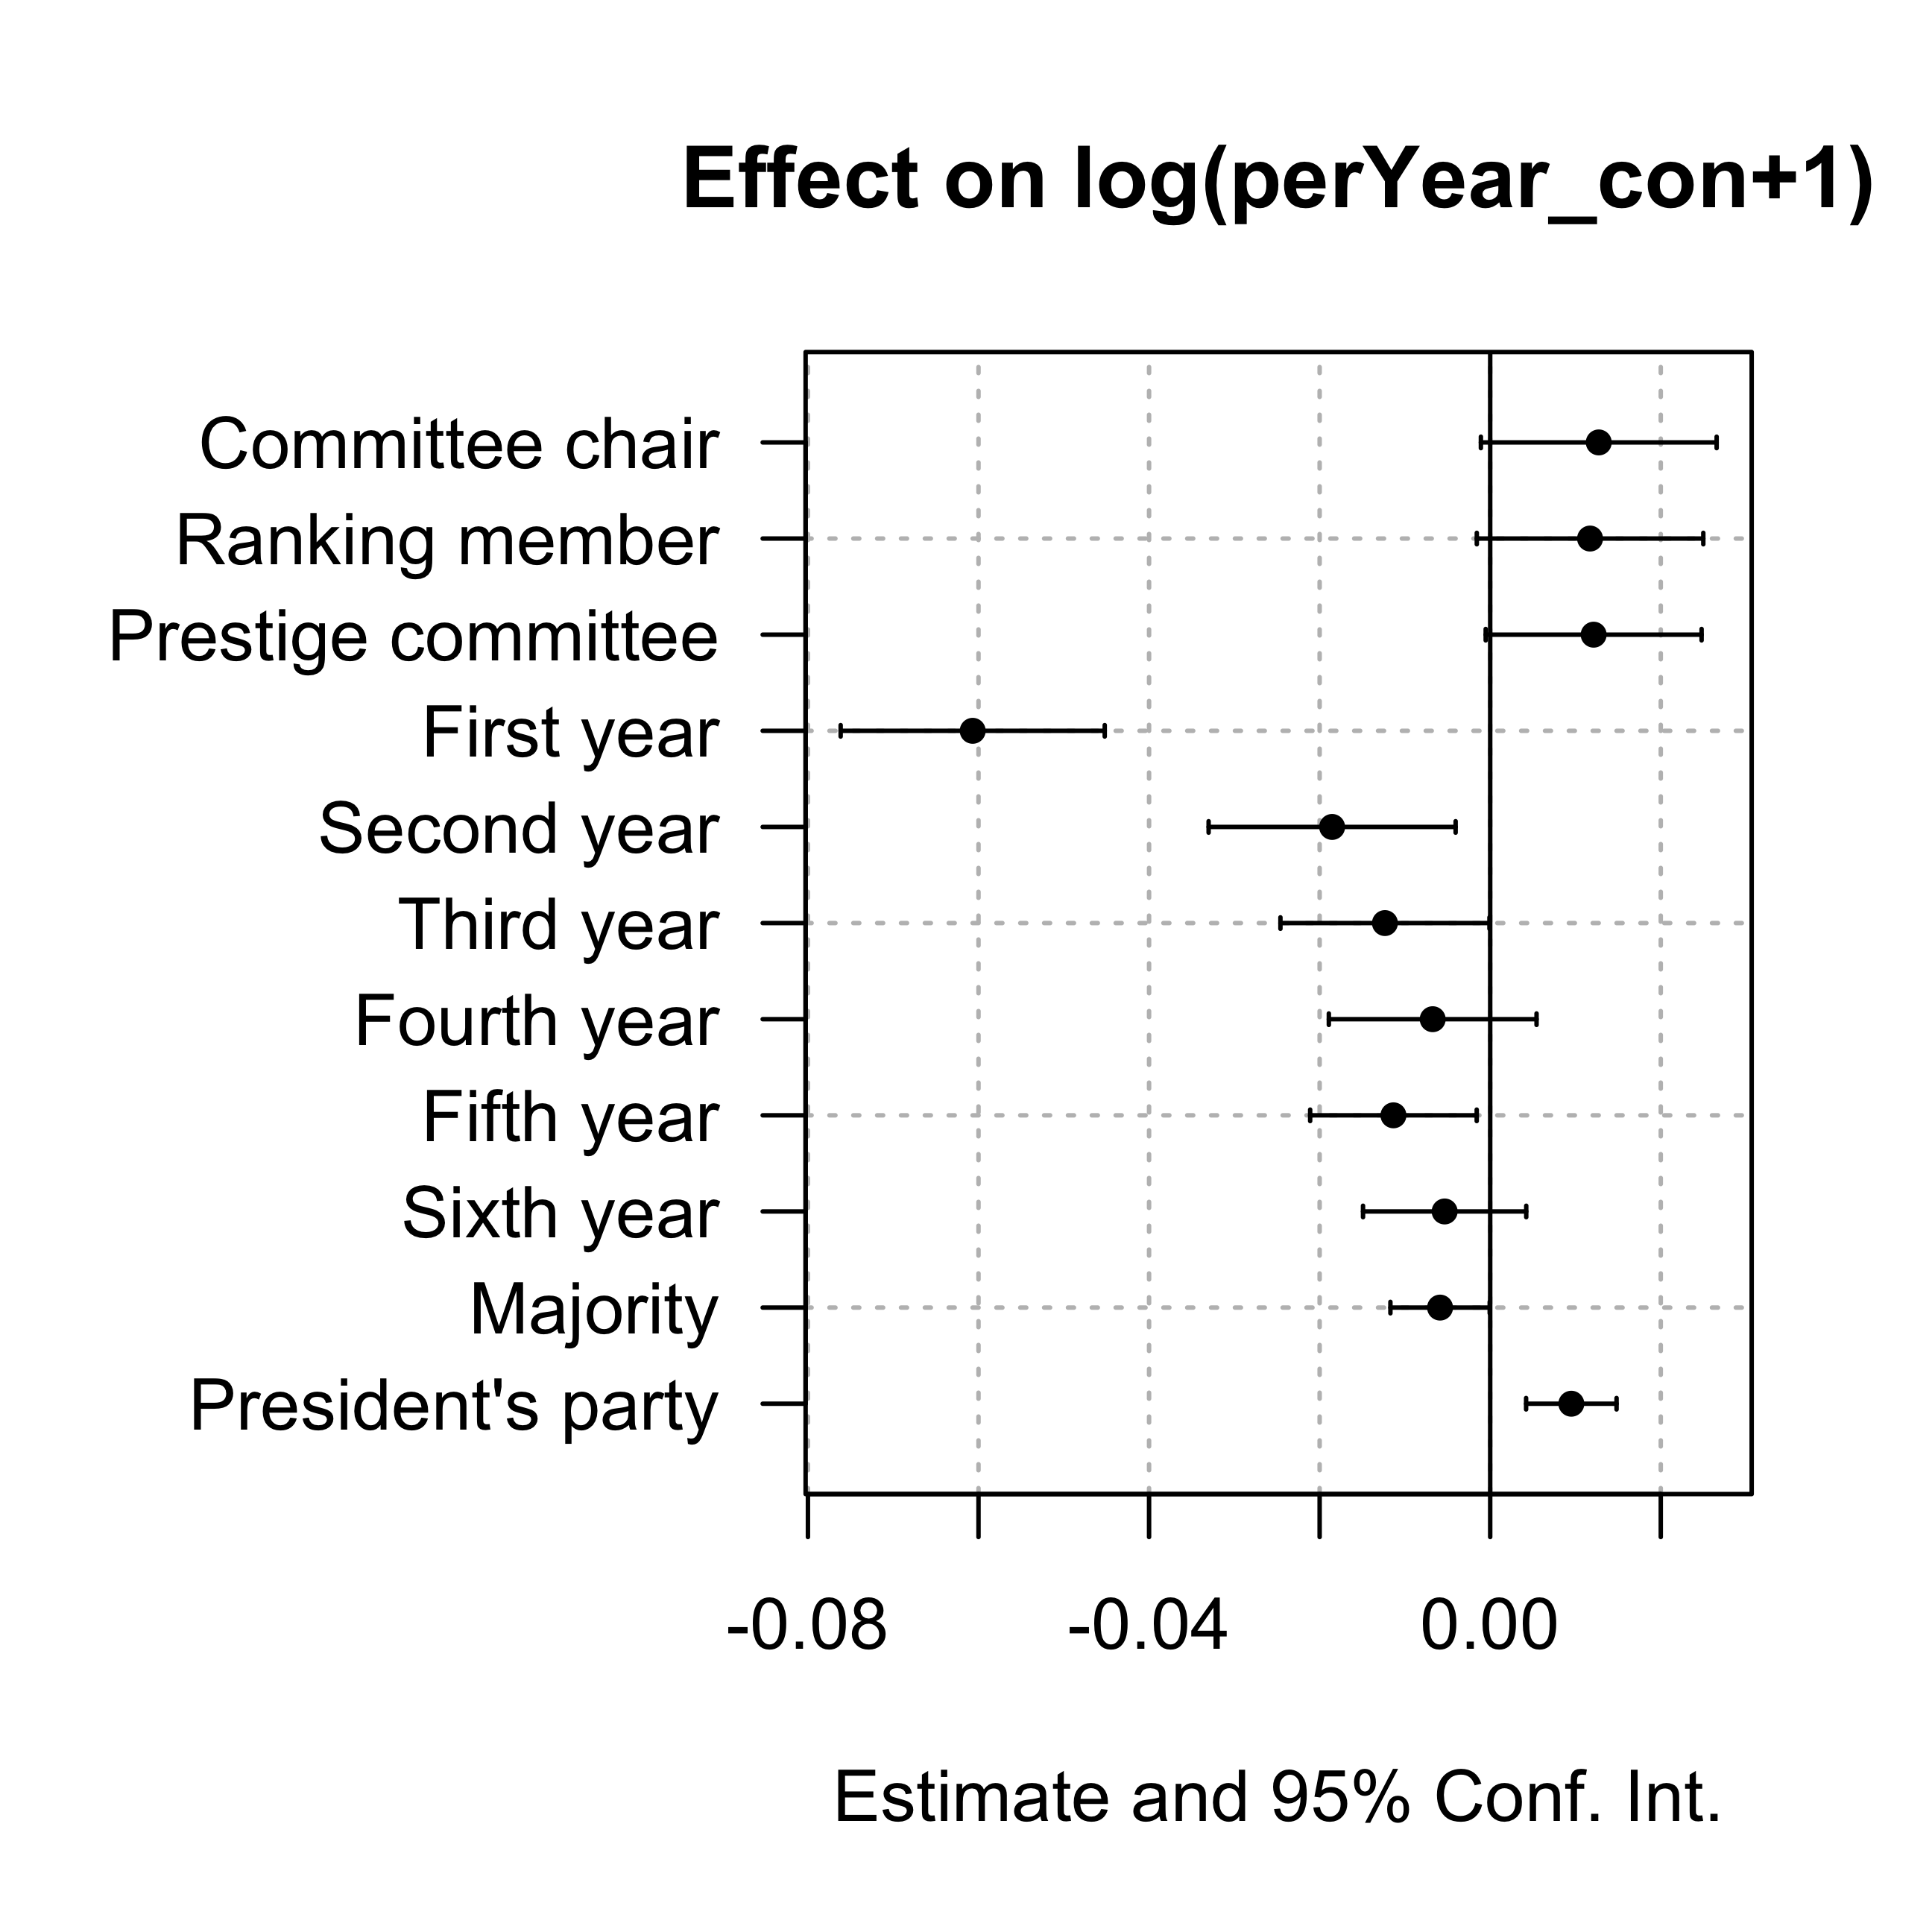 Effect on log(perYear_con+1)
Committee chair
Ranking member
Prestige committee
First year
Second year
Third year
Fourth year
Fifth year
Sixth year
Majority
President's party
-0.08 -0.04 0.00
Estimate and 95% Conf. Int.